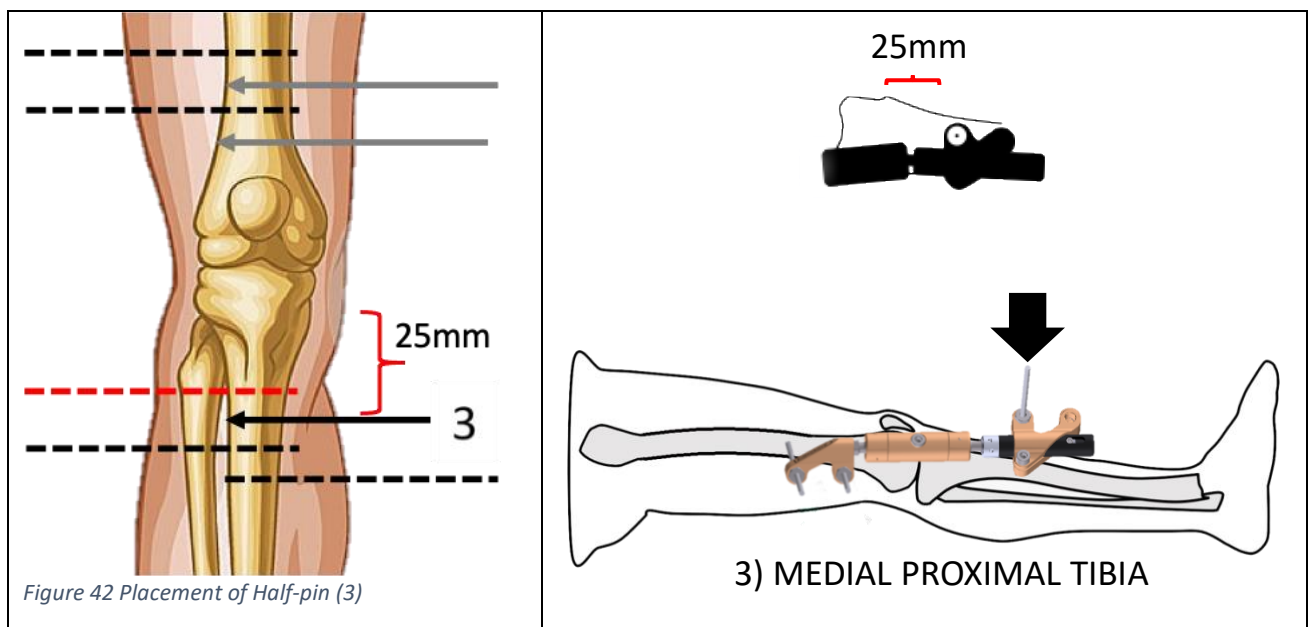 25mm
3
Figure 42 Placement of Half-pin (3)
25mm
3) MEDIAL PROXIMAL TIBIA